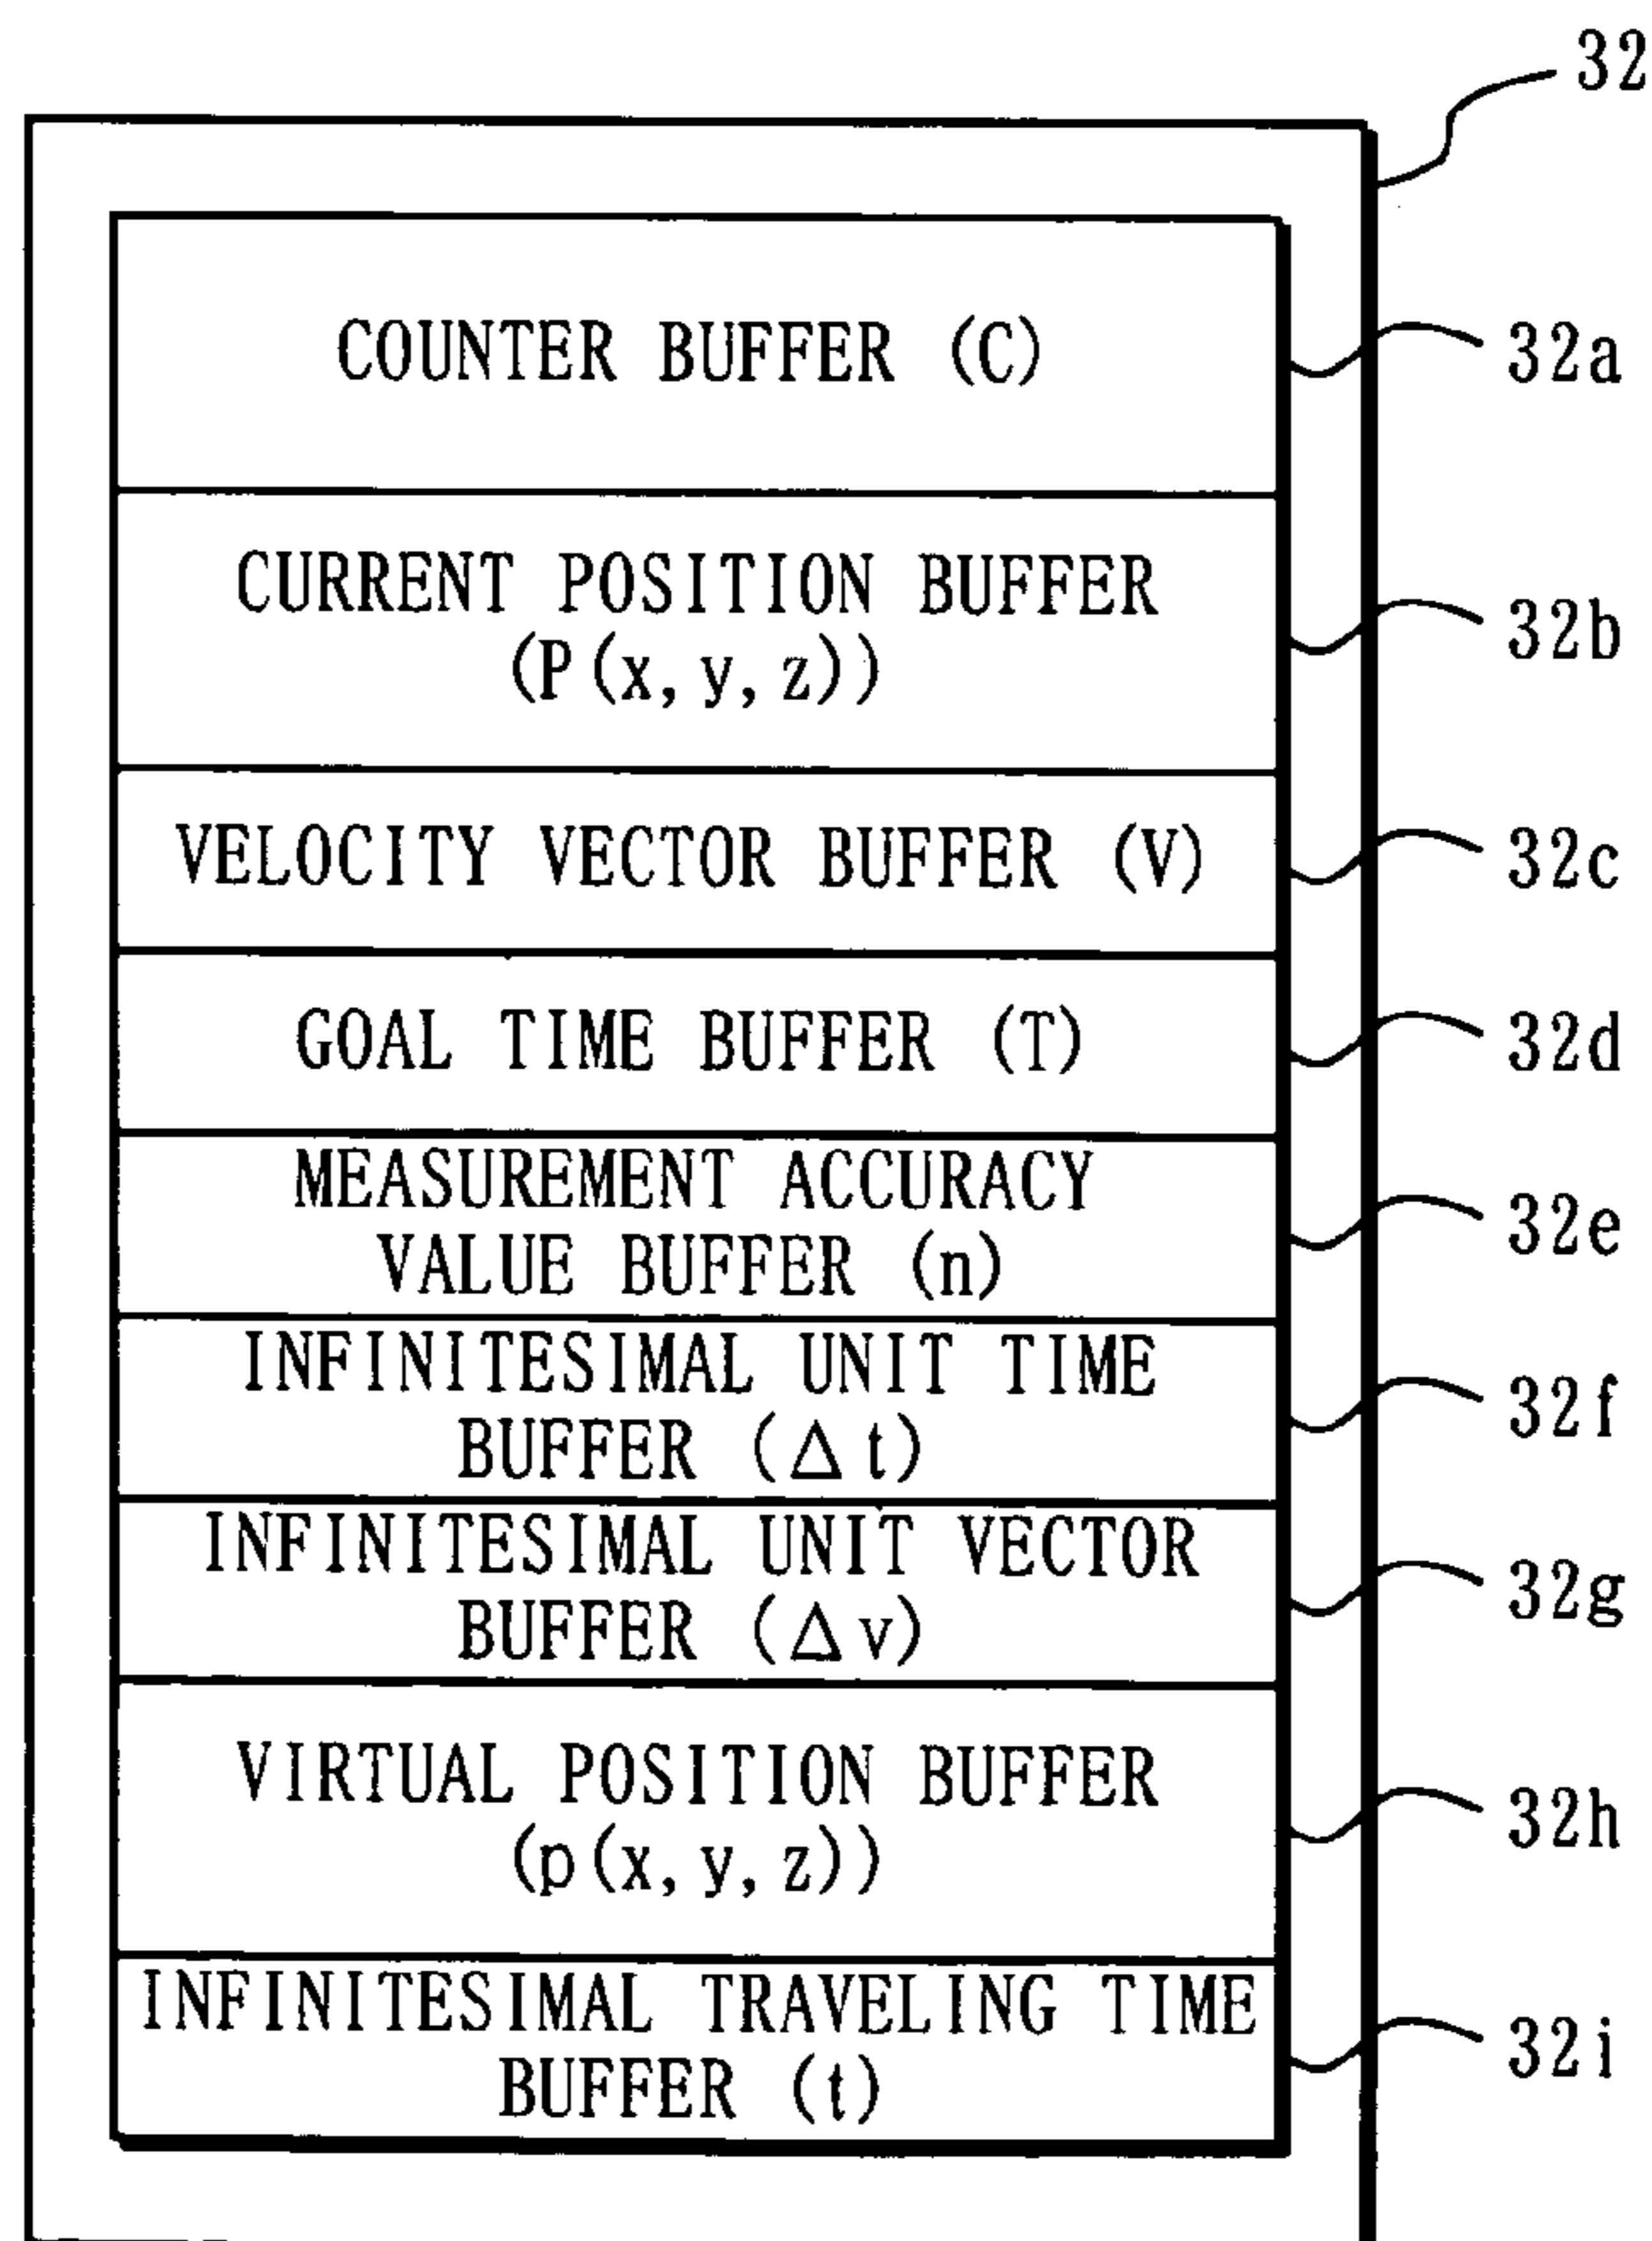 32
COUNTER BUFFER (C)
32a
CURRENT POSITION BUFFER
(P(x, y, z))
32b
VELOCITY VECTOR BUFFER (V)
32c
GOAL TIME BUFFER (T)
32d
MEASUREMENT ACCURACY
VALUE BUFFER (n)
32e
INFINITESIMAL UNIT TIME
BUFFER (Δt)
32f
INFINITESIMAL UNIT VECTOR
BUFFER (Δv)
32g
VIRTUAL POSITION BUFFER
(p(x, y, z))
32h
INFINITESIMAL TRAVELING TIME
BUFFER (t)
32i